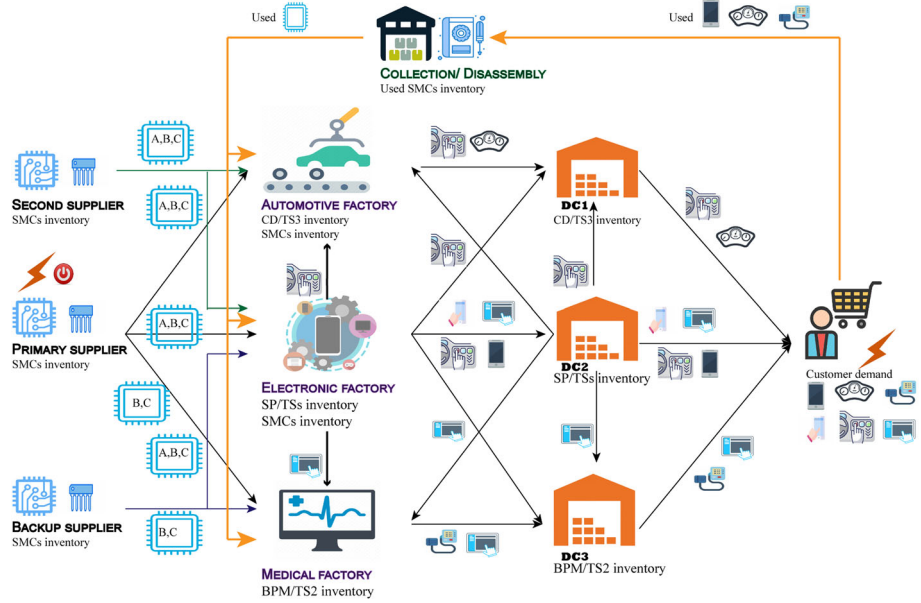 Used
Used
COLLECTION/ DISASSEMBLY
Used SMCs inventory
A,B,C
SECOND SUPPLIER
SMCs inventory
A,B,C
AUTOMOTIVE FACTORY
CD/TS3 inventory
SMCs inventory
DC1
CD/TS3 inventory
PRIMARY SUPPLIER
SMCs inventory
A,B,C
ELECTRONIC FACTORY
SP/TSs inventory
SMCs inventory
DC2
SP/TSs inventory
Customer demand
B,C
A,B,C
BACKUP SUPPLIER
SMCs inventory
B,C
MEDICAL FACTORY
BPM/TS2 inventory
DC3
BPM/TS2 inventory